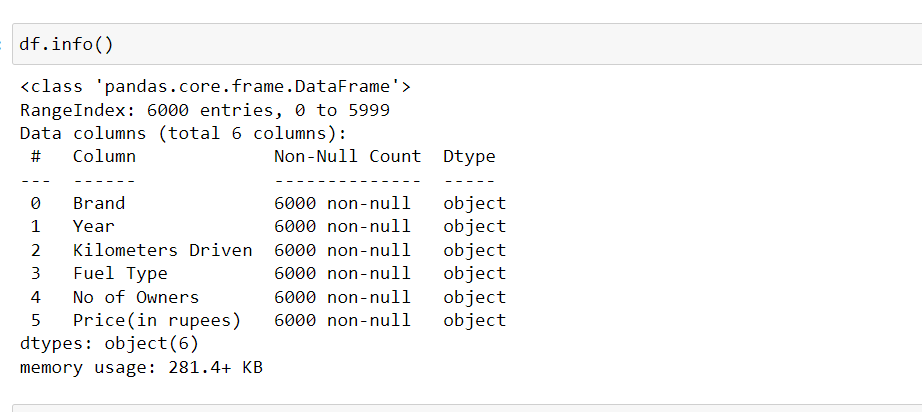 df.info()
<class 'pandas.core.frame.DataFrame'>
RangeIndex: 6000 entries, 0 to 5999
Data columns (total 6 columns):
 #   Column             Non-Null Count  Dtype
---  ------             --------------  -----
 0   Brand              6000 non-null   object
 1   Year               6000 non-null   object
 2   Kilometers Driven  6000 non-null   object
 3   Fuel Type          6000 non-null   object
 4   No of Owners       6000 non-null   object
 5   Price(in rupees)   6000 non-null   object
dtypes: object(6)
memory usage: 281.4+ KB